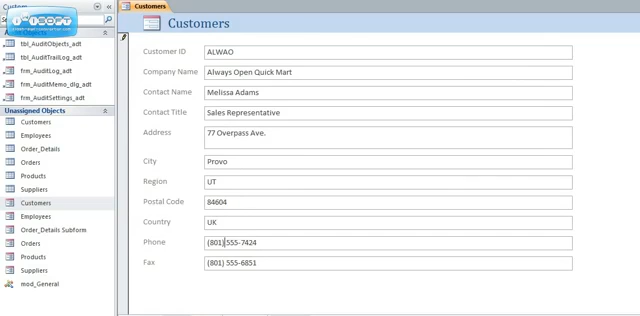 Custom...
Customers
Customers
tbl_AuditObjects_adt
tbl_AuditTrailLog_adt
frm_AuditLog_adt
frm_AuditMemo_dlg_adt
frm_AuditSettings_adt
Unassigned Objects
Customers
Employees
Order_Details
Orders
Products
Suppliers
Customers
Employees
Order_Details Subform
Orders
Products
Suppliers
mod_General
Customer ID ALWAO
Company Name Always Open Quick Mart
Contact Name Melissa Adams
Contact Title Sales Representative
Address 77 Overpass Ave.
City Provo
Region UT
Postal Code 84604
Country UK
Phone (801) 555-7424
Fax (801) 555-6851